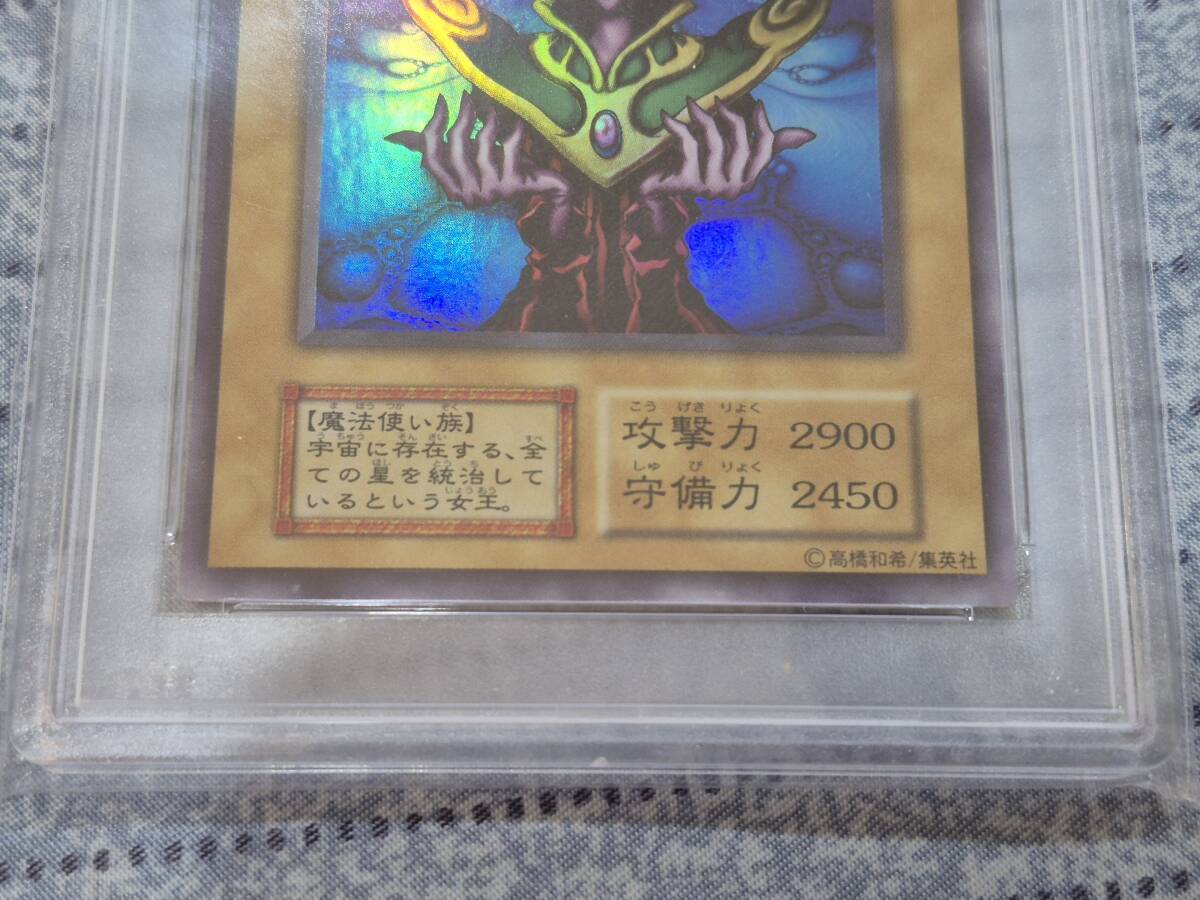 【魔法使い族】
宇宙に存在する、全
ての星を統治して
いるという女王。
攻撃力 2900
守備力 2450
©高橋和希/集英社